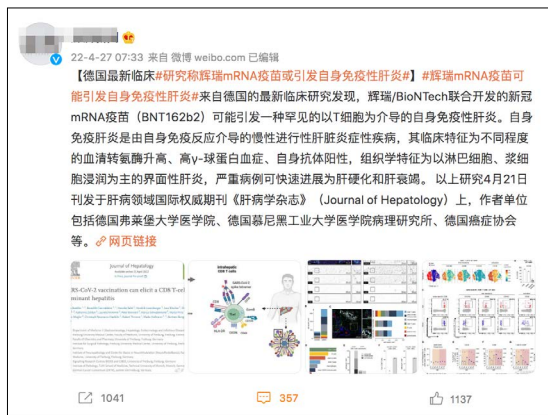 22-4-27 07:33 来自 微博 weibo.com 已编辑
【德国最新临床#研究称辉瑞mRNA疫苗或引发自身免疫性肝炎#】#辉瑞mRNA疫苗可
能引发自身免疫性肝炎#来自德国的最新临床研究发现，辉瑞/BioNTech联合开发的新冠
mRNA疫苗（BNT162b2）可能引发一种罕见的以T细胞为介导的自身免疫性肝炎。自身
免疫肝炎是由自身免疫反应介导的慢性进行性肝脏炎症性疾病，其临床特征为不同程度
的血清转氨酶升高、高γ-球蛋白血症、自身抗体阳性，组织学特征为以淋巴细胞、浆细
胞浸润为主的界面性肝炎，严重病例可快速进展为肝硬化和肝衰竭。 以上研究4月21日
刊发于肝病领域国际权威期刊《肝病学杂志》（Journal of Hepatology）上，作者单位
包括德国弗莱堡大学医学院、德国慕尼黑工业大学医学院病理研究所、德国癌症协会
等。 网页链接
Journal of Hepatology
RS-CoV-2 vaccination can elicit a CD8 T-cel
minant hepatitis
Intrahepatic
CD8 T cells
1041
357
1137